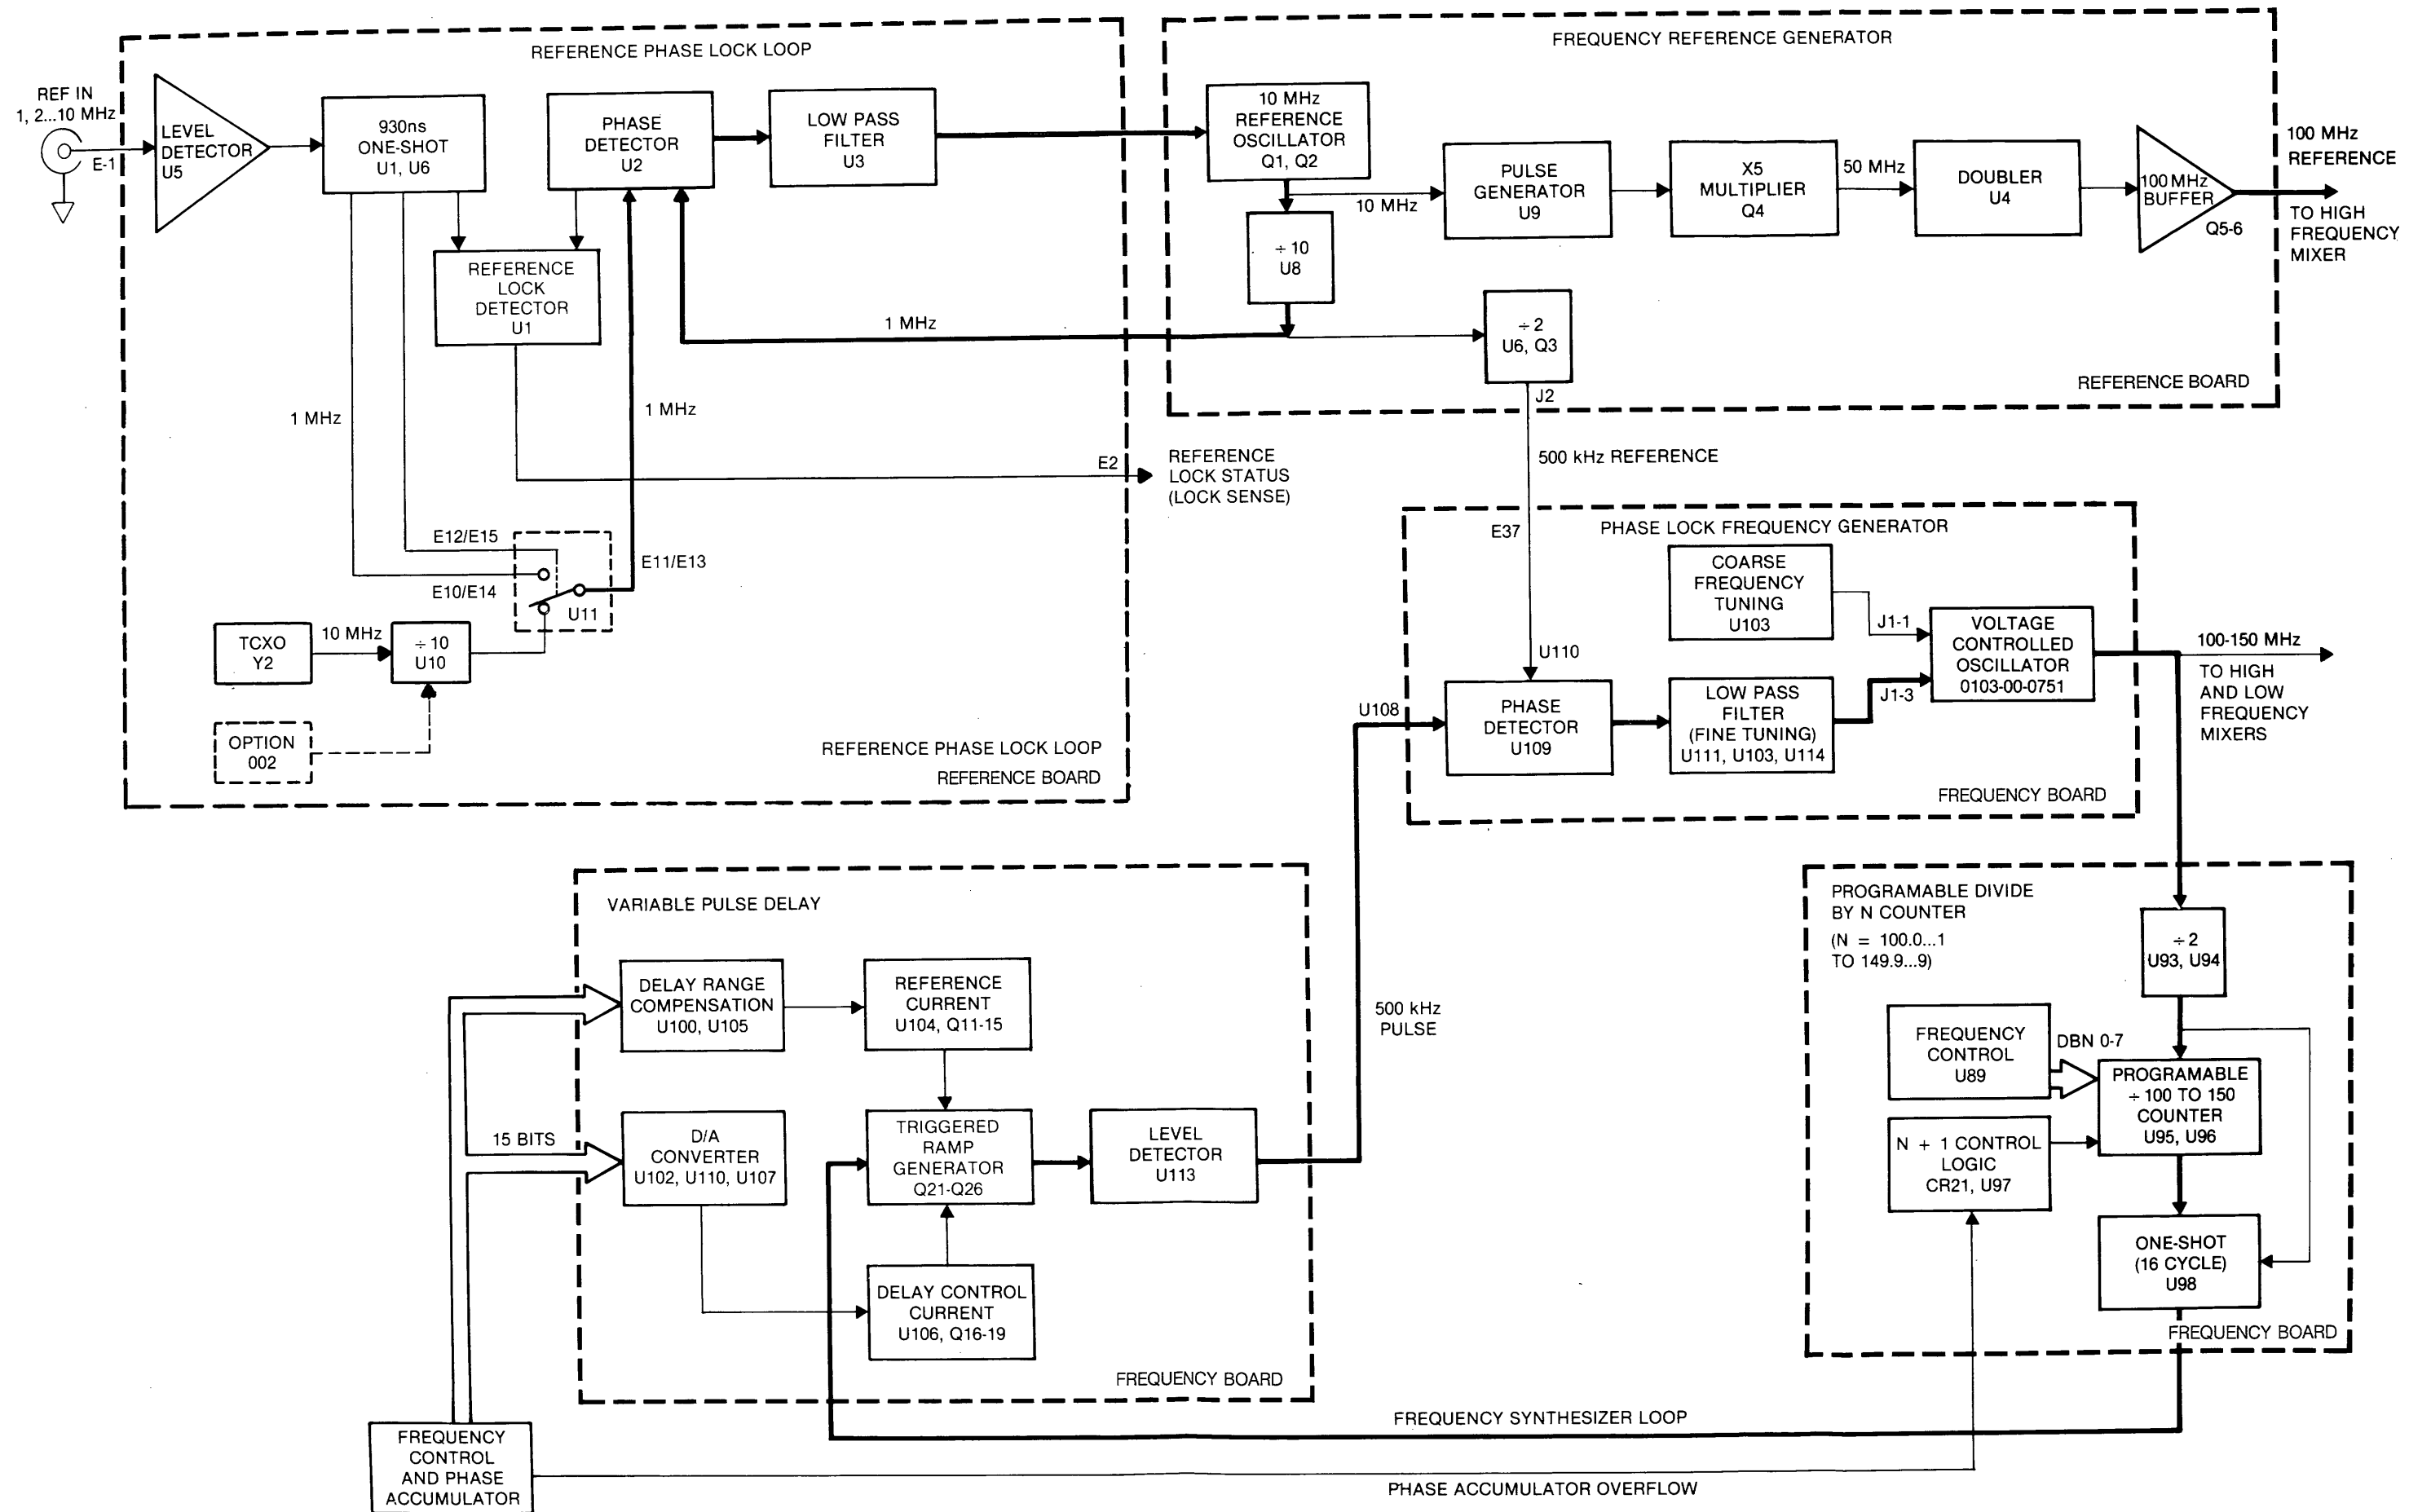 REFERENCE PHASE LOCK LOOP
REF IN
1, 2...10 MHz
E-1
LEVEL
DETECTOR
U5
930ns
ONE-SHOT
U1, U6
PHASE
DETECTOR
U2
LOW PASS
FILTER
U3
REFERENCE
LOCK
DETECTOR
U1
1 MHz
1 MHz
1 MHz
E2
REFERENCE
LOCK STATUS
(LOCK SENSE)
E12/E15
E10/E14
E11/E13
U11
TCXO
Y2
10 MHz
÷ 10
U10
OPTION
002
REFERENCE PHASE LOCK LOOP
REFERENCE BOARD
FREQUENCY REFERENCE GENERATOR
10 MHz
REFERENCE
OSCILLATOR
Q1, Q2
10 MHz
PULSE
GENERATOR
U9
X5
MULTIPLIER
Q4
50 MHz
DOUBLER
U4
100 MHz
BUFFER
Q5-6
100 MHz
REFERENCE
TO HIGH
FREQUENCY
MIXER
÷ 10
U8
÷ 2
U6, Q3
J2
REFERENCE BOARD
500 kHz REFERENCE
E37
PHASE LOCK FREQUENCY GENERATOR
COARSE
FREQUENCY
TUNING
U103
J1-1
VOLTAGE
CONTROLLED
OSCILLATOR
0103-00-0751
100-150 MHz
TO HIGH
AND LOW
FREQUENCY
MIXERS
U110
U108
PHASE
DETECTOR
U109
LOW PASS
FILTER
(FINE TUNING)
U111, U103, U114
J1-3
FREQUENCY BOARD
VARIABLE PULSE DELAY
DELAY RANGE
COMPENSATION
U100, U105
REFERENCE
CURRENT
U104, Q11-15
15 BITS
D/A
CONVERTER
U102, U110, U107
TRIGGERED
RAMP
GENERATOR
Q21-Q26
LEVEL
DETECTOR
U113
DELAY CONTROL
CURRENT
U106, Q16-19
FREQUENCY BOARD
500 kHz
PULSE
PROGRAMABLE DIVIDE
BY N COUNTER
(N = 100.0...1
TO 149.9...9)
÷ 2
U93, U94
FREQUENCY
CONTROL
U89
DBN 0-7
PROGRAMABLE
÷ 100 TO 150
COUNTER
U95, U96
N + 1 CONTROL
LOGIC
CR21, U97
ONE-SHOT
(16 CYCLE)
U98
FREQUENCY BOARD
FREQUENCY SYNTHESIZER LOOP
FREQUENCY
CONTROL
AND PHASE
ACCUMULATOR
PHASE ACCUMULATOR OVERFLOW